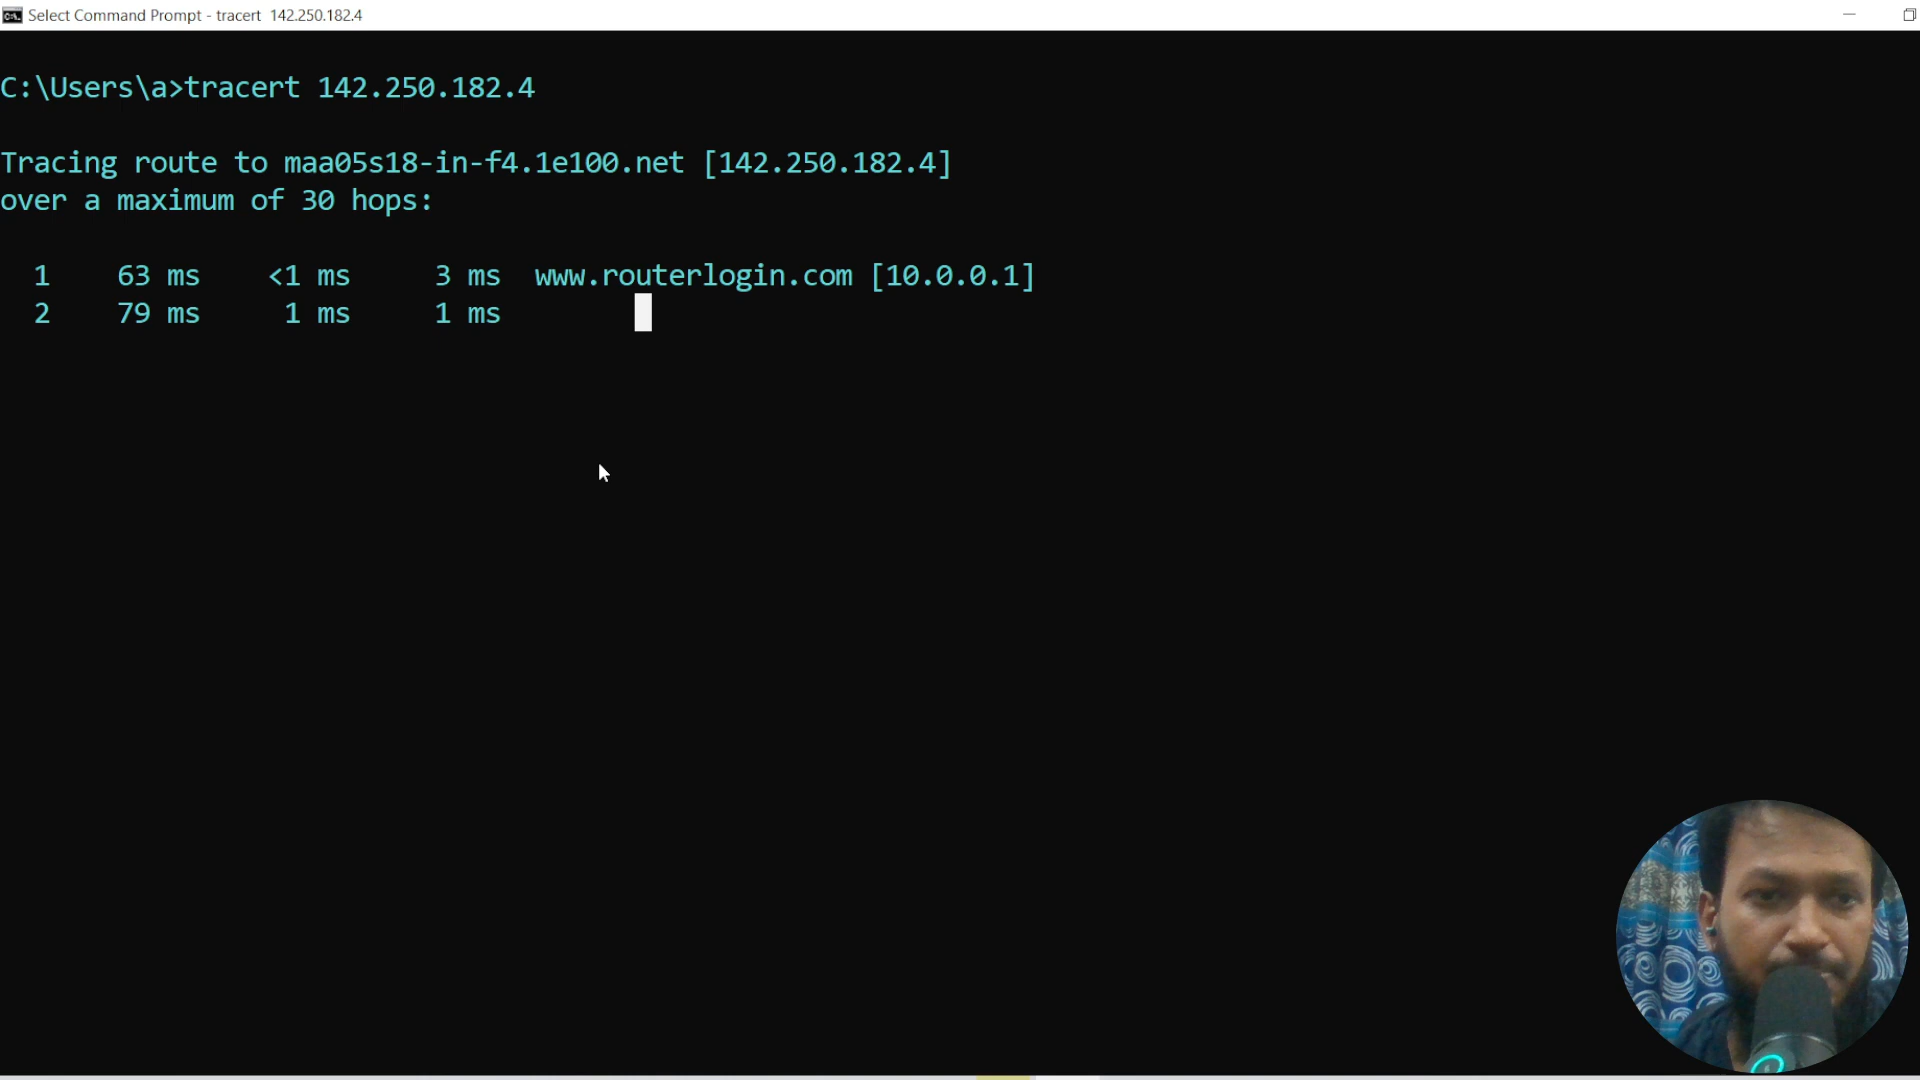 Select Command Prompt - tracert  142.250.182.4
C:\Users\a>tracert 142.250.182.4
Tracing route to maa05s18-in-f4.1e100.net [142.250.182.4]
over a maximum of 30 hops:
1    63 ms    <1 ms     3 ms  www.routerlogin.com [10.0.0.1]
2    79 ms     1 ms     1 ms